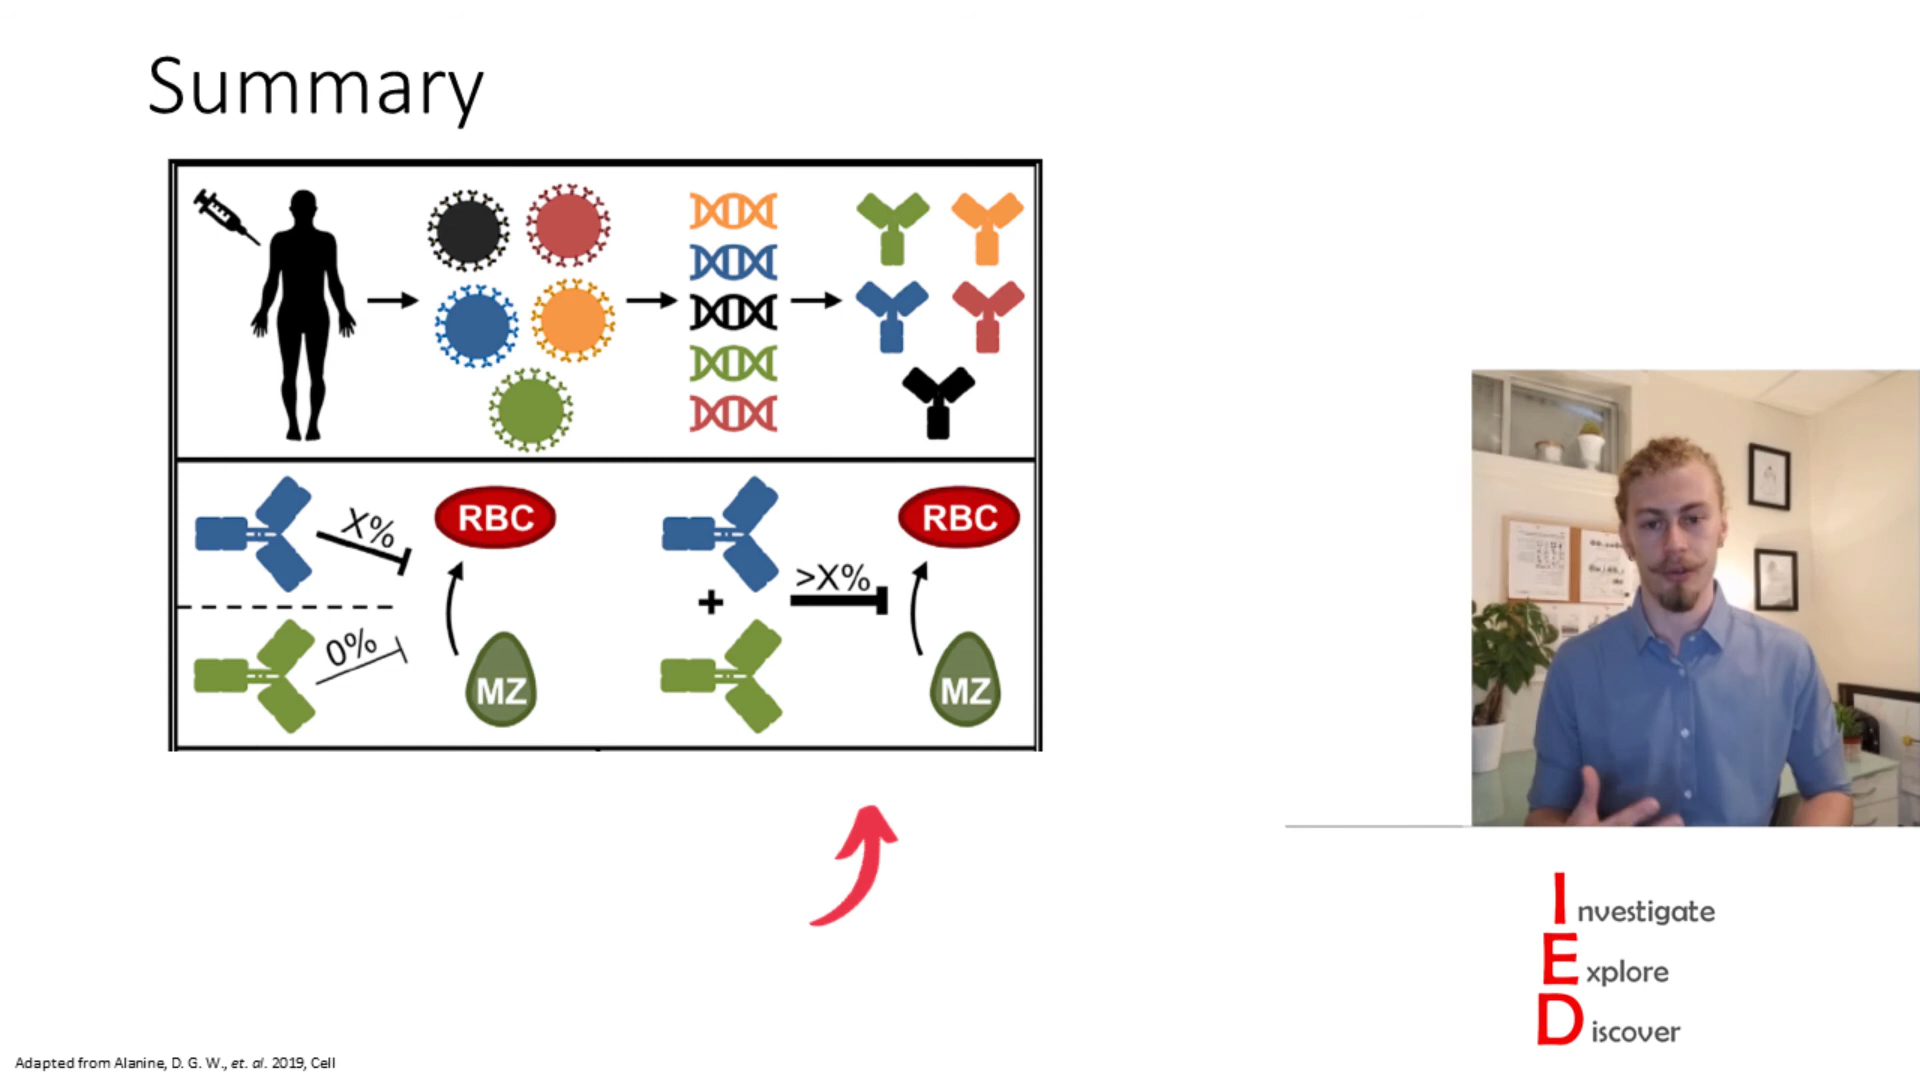 Summary
X%
RBC
0%
MZ
+
>X%
RBC
MZ
Investigate
Explore
Discover
Adapted from Alanine, D. G. W., et. al. 2019, Cell